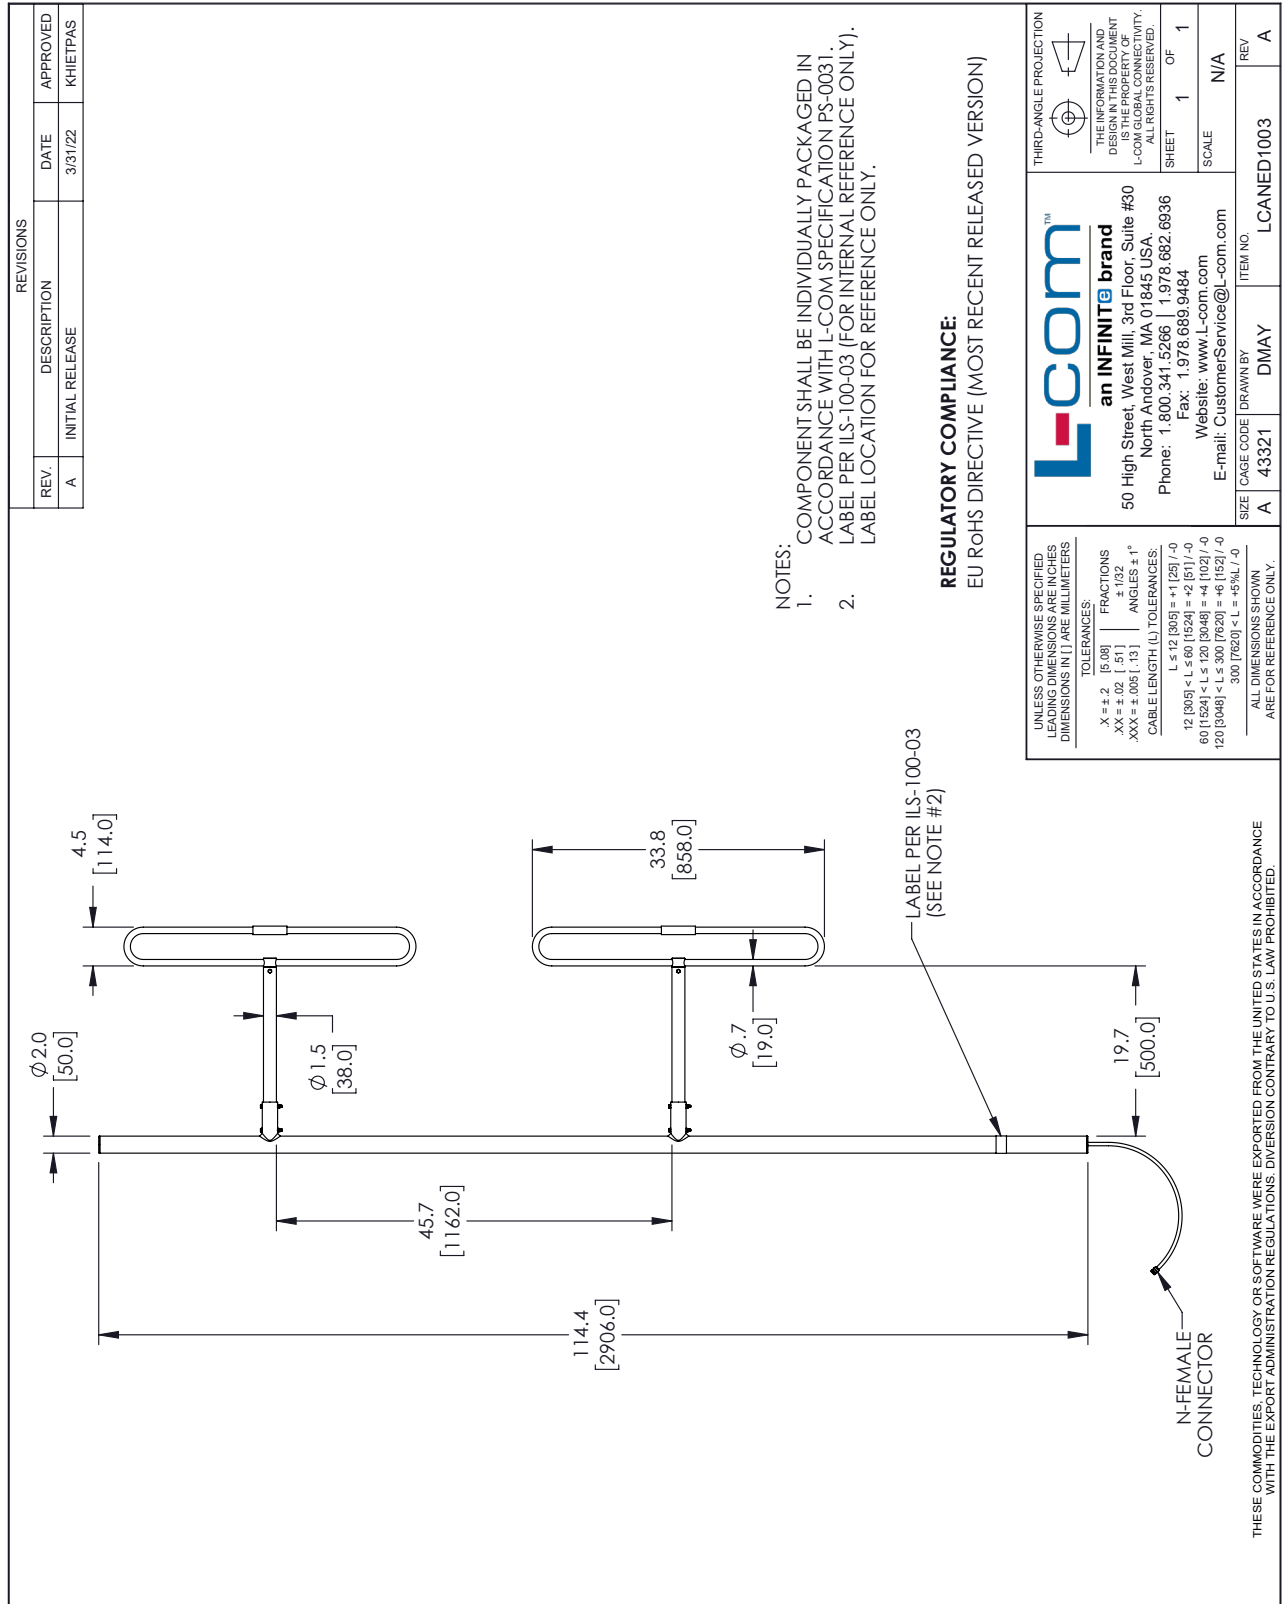 REVISIONS
REV. DESCRIPTION DATE APPROVED
A INITIAL RELEASE 3/31/22 KHIETPAS
4.5
[114.0]
Ø2.0
[50.0]
Ø1.5
[38.0]
33.8
[858.0]
Ø.7
[19.0]
45.7
[1162.0]
114.4
[2906.0]
19.7
[500.0]
LABEL PER ILS-100-03
(SEE NOTE #2)
N-FEMALE
CONNECTOR
NOTES:
1. COMPONENT SHALL BE INDIVIDUALLY PACKAGED IN
ACCORDANCE WITH L-COM SPECIFICATION PS-0031.
2. LABEL PER ILS-100-03 (FOR INTERNAL REFERENCE ONLY).
LABEL LOCATION FOR REFERENCE ONLY.
REGULATORY COMPLIANCE:
EU RoHS DIRECTIVE (MOST RECENT RELEASED VERSION)
UNLESS OTHERWISE SPECIFIED
LEADING DIMENSIONS ARE INCHES
DIMENSIONS IN [ ] ARE MILLIMETERS
TOLERANCES:
.X = ± .2 [5.08] FRACTIONS
.XX = ± .02 [ .51] ± 1/32
.XXX = ± .005 [ .13 ] ANGLES ± 1°
CABLE LENGTH (L) TOLERANCES:
L ≤ 12 [305] = +1 [25] / -0
12 [305] < L ≤ 60 [1524] = +2 [51] / -0
60 [1524] < L ≤ 120 [3048] = +4 [102] / -0
120 [3048] < L ≤ 300 [7620] = +6 [152] / -0
300 [7620] < L = +5%L / -0
ALL DIMENSIONS SHOWN
ARE FOR REFERENCE ONLY.
L-com™
an INFINITe brand
50 High Street, West Mill, 3rd Floor, Suite #30
North Andover, MA 01845 USA.
Phone: 1.800.341.5266 | 1.978.682.6936
Fax: 1.978.689.9484
Website: www.L-com.com
E-mail: CustomerService@L-com.com
THIRD-ANGLE PROJECTION
THE INFORMATION AND
DESIGN IN THIS DOCUMENT
IS THE PROPERTY OF
L-COM GLOBAL CONNECTIVITY.
ALL RIGHTS RESERVED.
SHEET 1 OF 1
SCALE N/A
SIZE A
CAGE CODE 43321
DRAWN BY DMAY
ITEM NO. LCANED1003
REV A
THESE COMMODITIES, TECHNOLOGY OR SOFTWARE WERE EXPORTED FROM THE UNITED STATES IN ACCORDANCE
WITH THE EXPORT ADMINISTRATION REGULATIONS. DIVERSION CONTRARY TO U.S. LAW PROHIBITED.